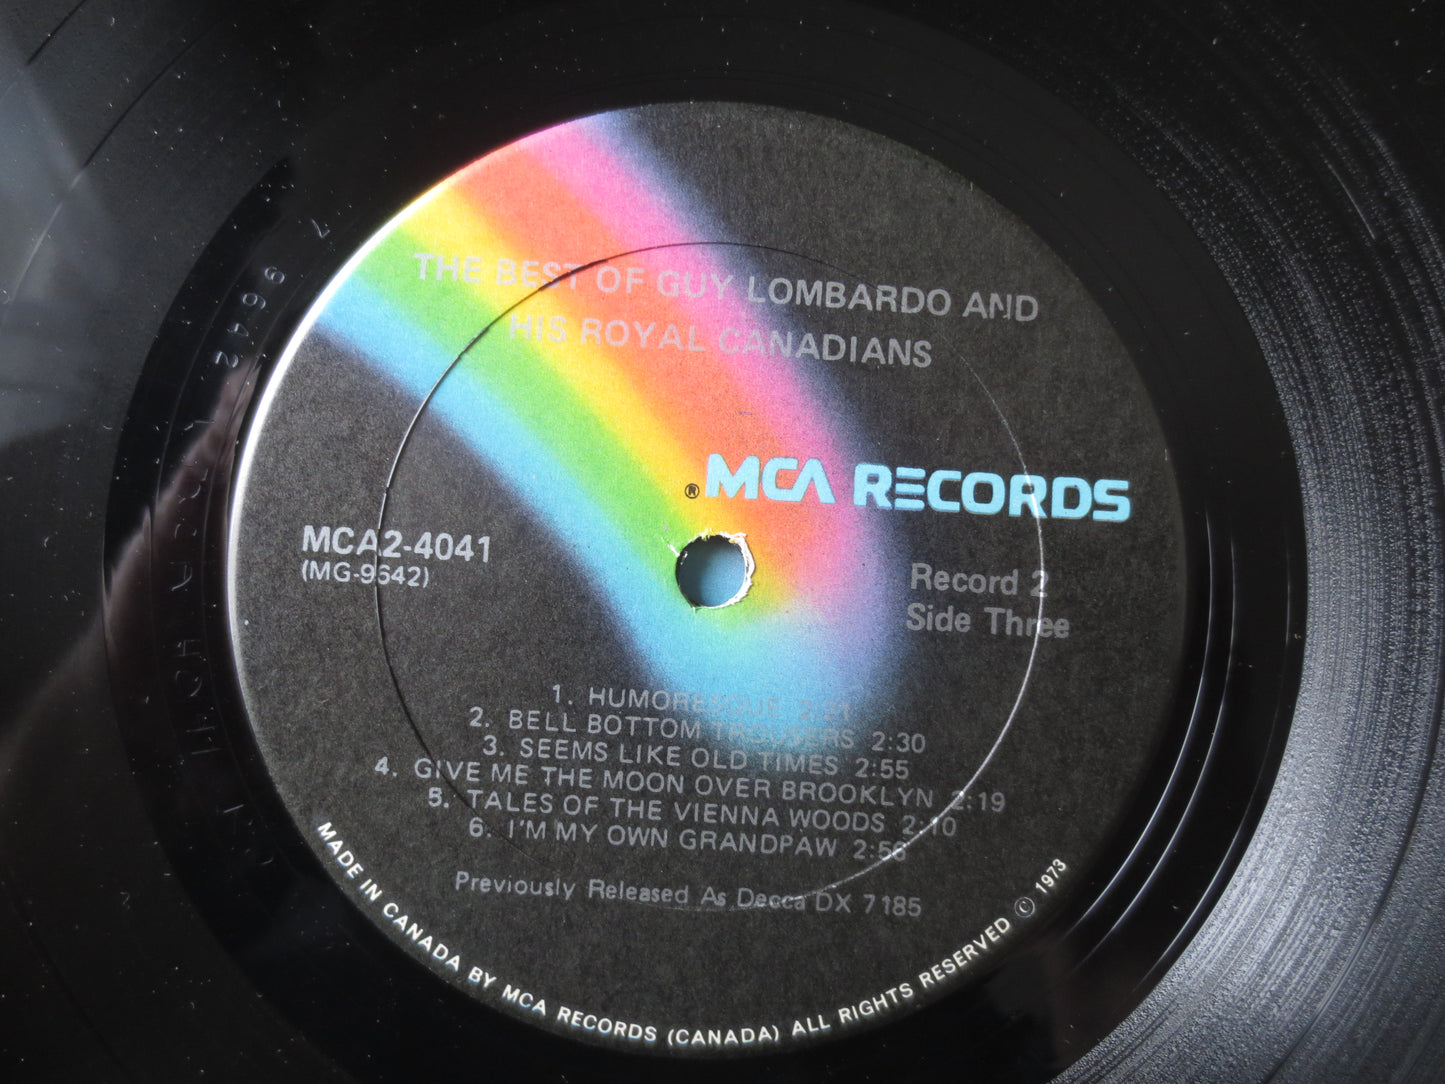 THE BEST OF GUY LOMBARDO AND
HIS ROYAL CANADIANS
® MCA RECORDS
MCA2-4041
(MG-9642)
Record 2
Side Three
1. HUMORESQUE 2:21
2. BELL BOTTOM TROUSERS 2:30
3. SEEMS LIKE OLD TIMES 2:55
4. GIVE ME THE MOON OVER BROOKLYN 2:19
5. TALES OF THE VIENNA WOODS 2:10
6. I'M MY OWN GRANDPAW 2:56
Previously Released As Decca DX 7185
MADE IN CANADA BY MCA RECORDS (CANADA) ALL RIGHTS RESERVED © 1973